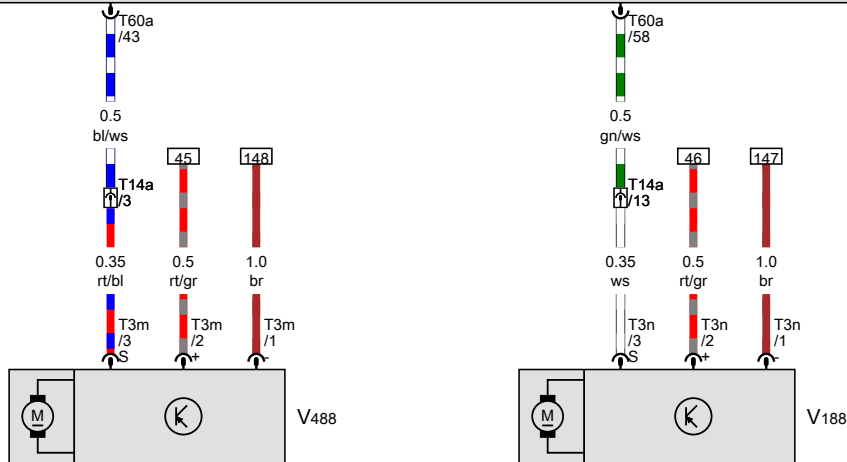 T60a
/43
T60a
/58
0.5
bl/ws
0.5
gn/ws
45
148
46
147
T14a
/3
T14a
/13
0.35
rt/bl
0.5
rt/gr
1.0
br
0.35
ws
0.5
rt/gr
1.0
br
T3m
/3
S
T3m
/2
+
T3m
/1
-
T3n
/3
S
T3n
/2
+
T3n
/1
-
M
V488
M
V188